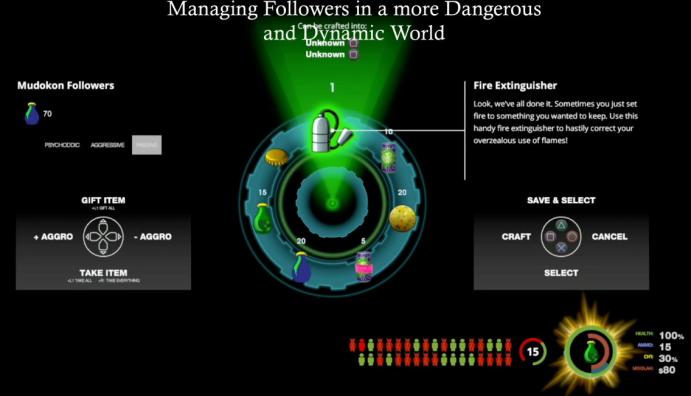 Managing Followers in a more Dangerous
and Dynamic World
Can be crafted into:
Unknown
Unknown
1
Mudokon Followers
70
PSYCHODIC AGGRESSIVE PASSIVE
Fire Extinguisher
Look, we've all done it. Sometimes you just set
fire to something you wanted to keep. Use this
handy fire extinguisher to hastily correct your
overzealous use of flames!
10
15
20
20
5
GIFT ITEM
+L1 GIFT ALL
+ AGGRO
- AGGRO
TAKE ITEM
+L1 TAKE ALL +R1 TAKE EVERYTHING
SAVE & SELECT
CRAFT
CANCEL
SELECT
15
HEALTH: 100%
AMMO: 15
CHI: 30%
MOOLAH: s80